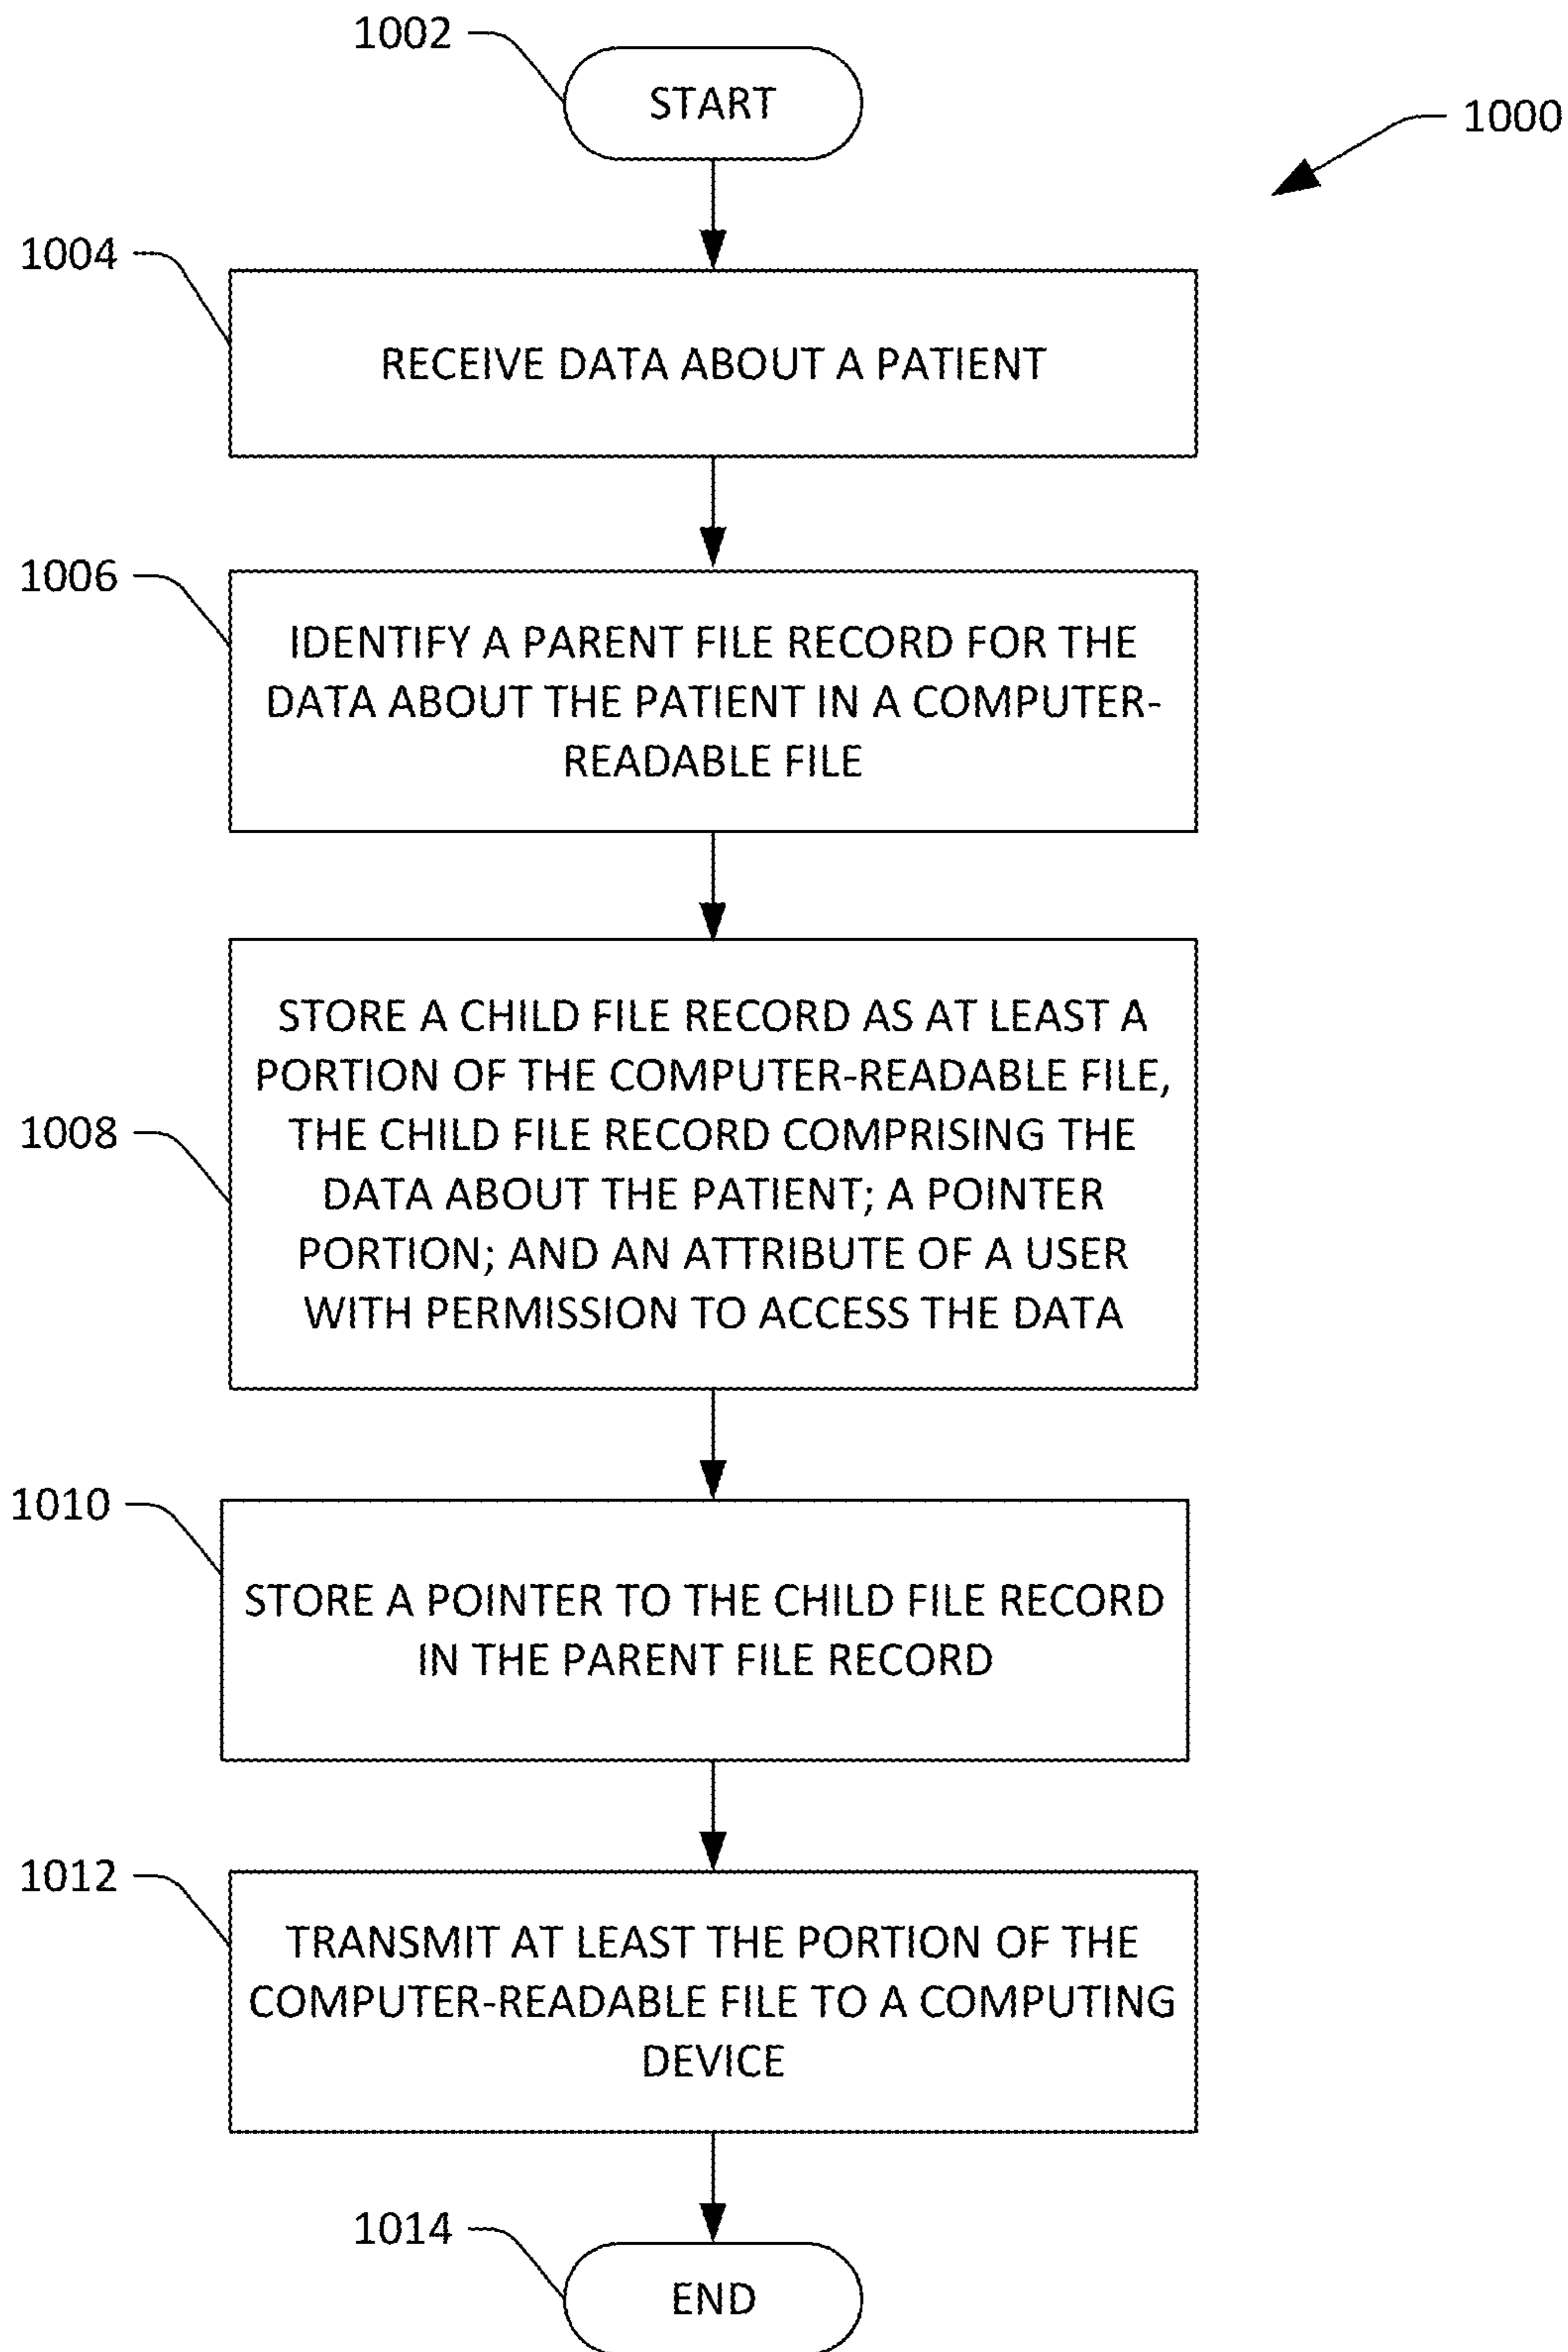 1002
START
1000
1004
RECEIVE DATA ABOUT A PATIENT
1006
IDENTIFY A PARENT FILE RECORD FOR THE
DATA ABOUT THE PATIENT IN A COMPUTER-
READABLE FILE
1008
STORE A CHILD FILE RECORD AS AT LEAST A
PORTION OF THE COMPUTER-READABLE FILE,
THE CHILD FILE RECORD COMPRISING THE
DATA ABOUT THE PATIENT; A POINTER
PORTION; AND AN ATTRIBUTE OF A USER
WITH PERMISSION TO ACCESS THE DATA
1010
STORE A POINTER TO THE CHILD FILE RECORD
IN THE PARENT FILE RECORD
1012
TRANSMIT AT LEAST THE PORTION OF THE
COMPUTER-READABLE FILE TO A COMPUTING
DEVICE
1014
END